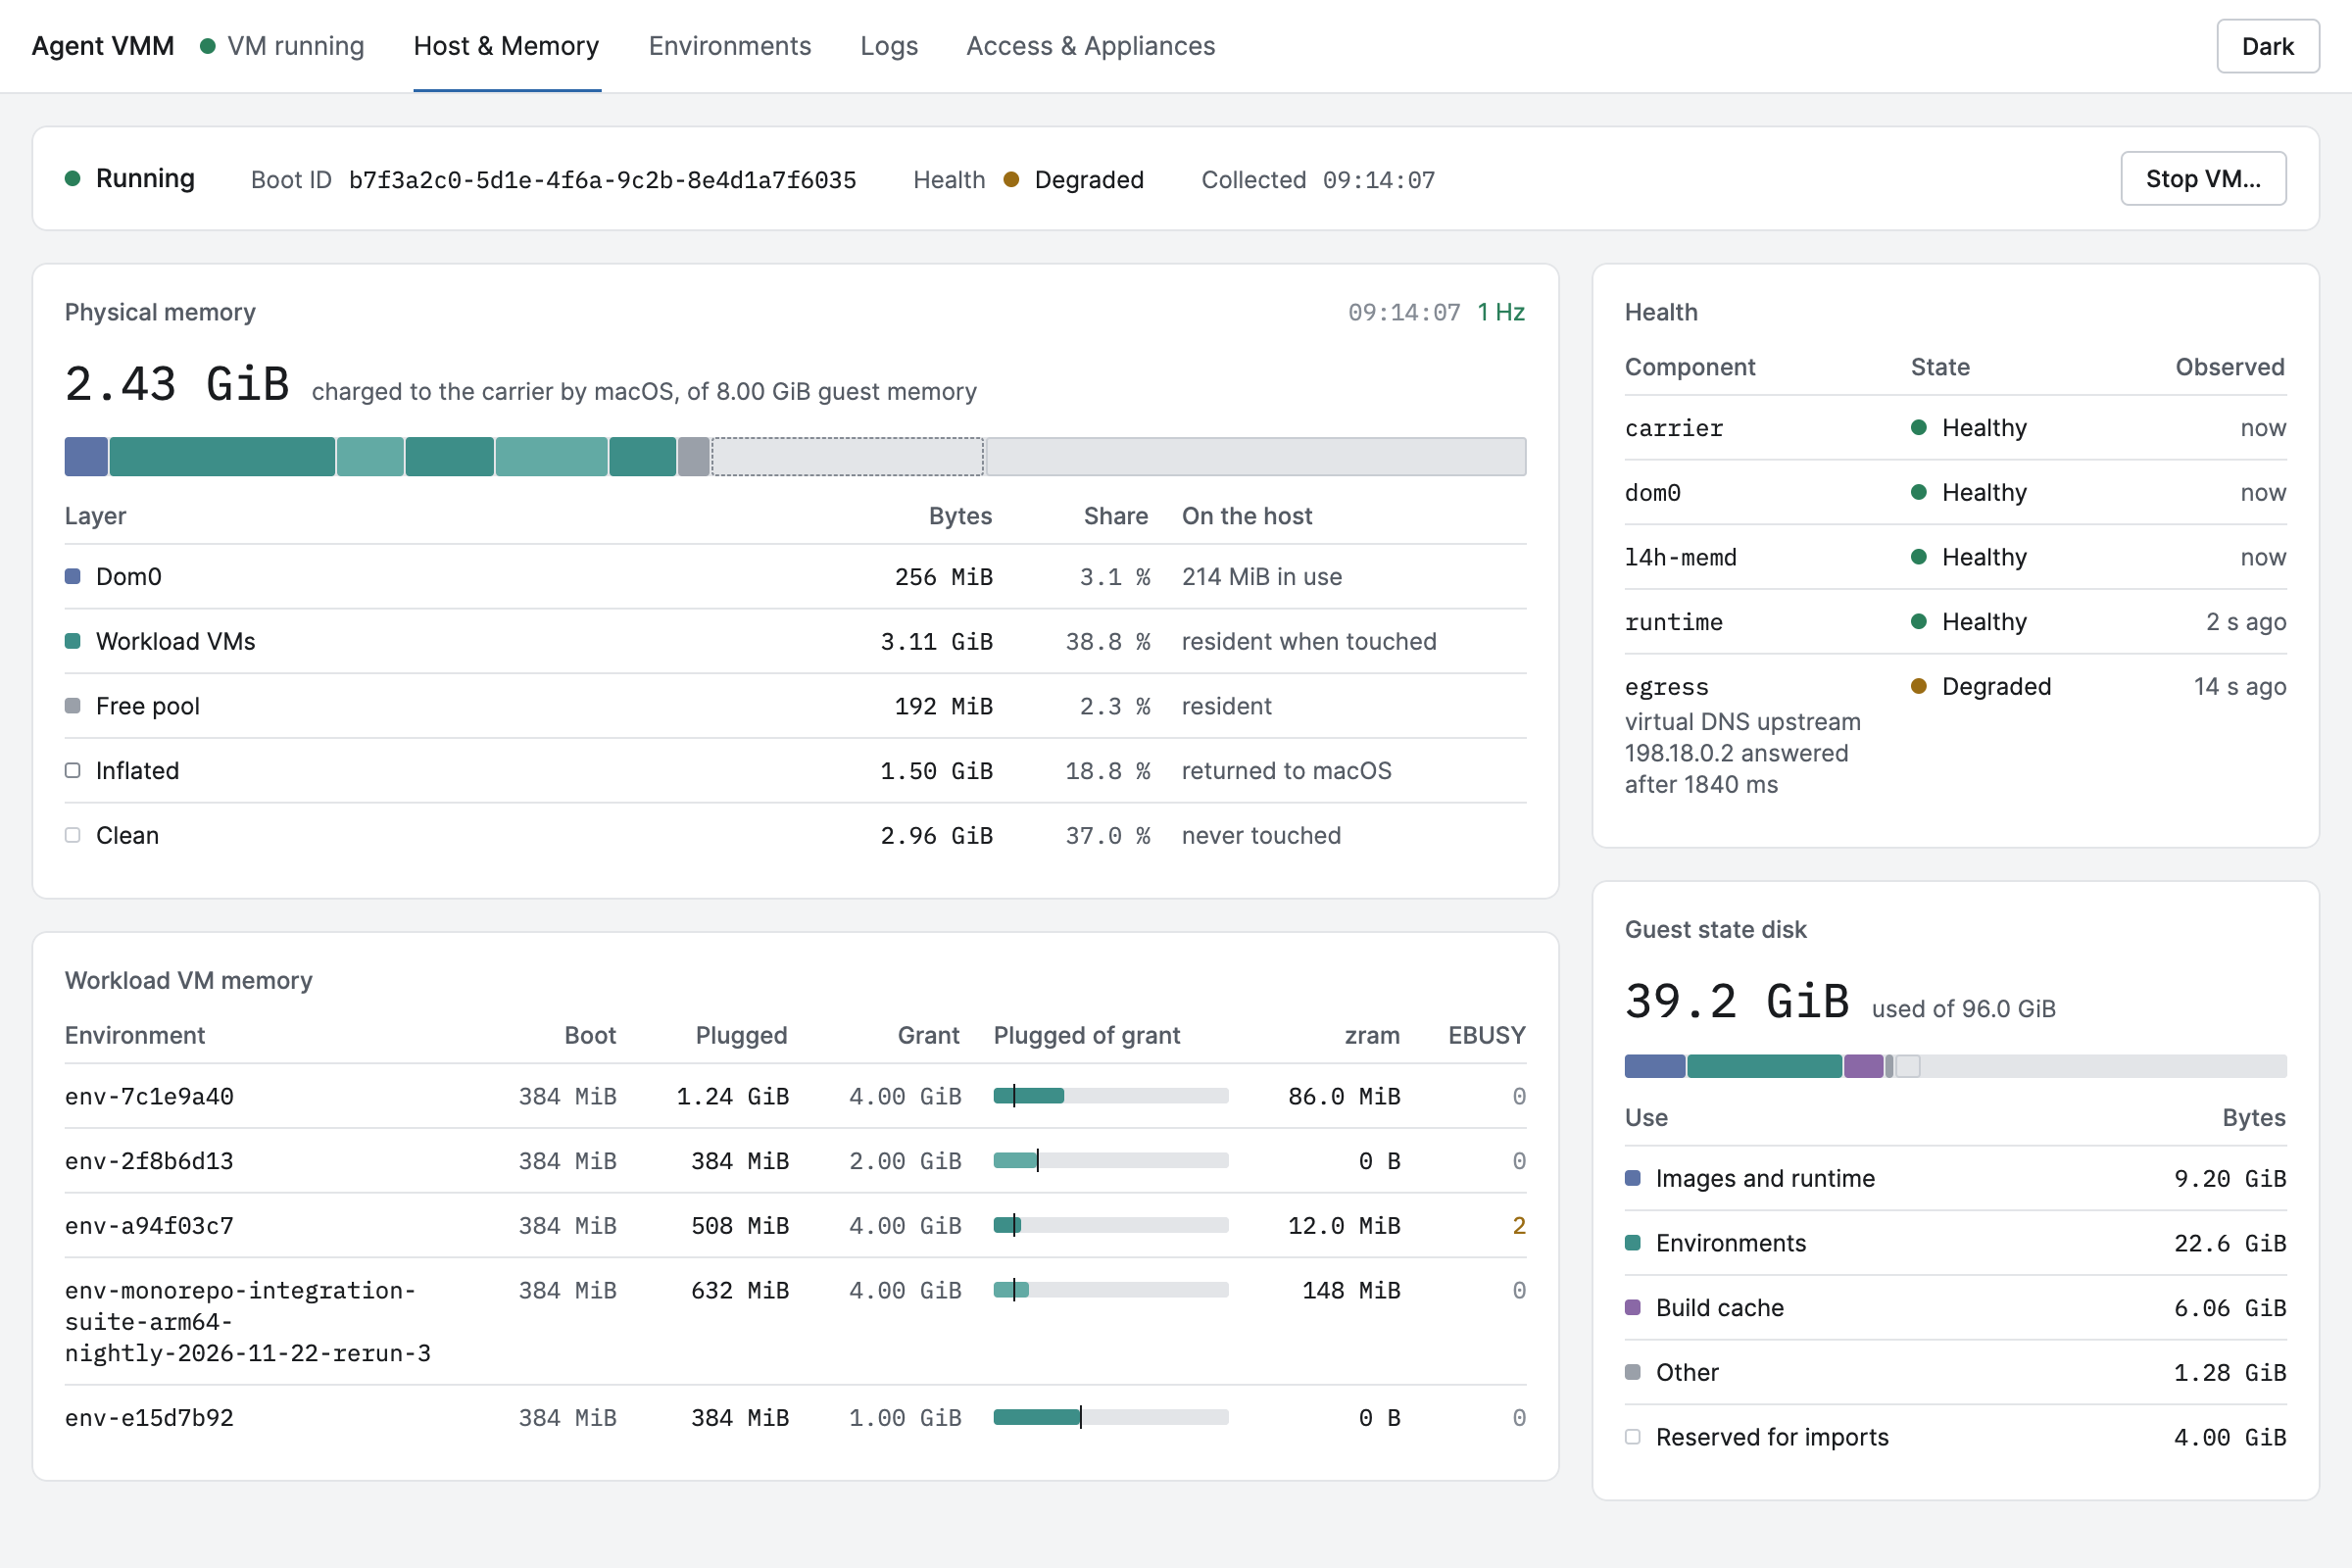 Agent VMM VM running Host & Memory Environments Logs Access & Appliances Dark
Running Boot ID b7f3a2c0-5d1e-4f6a-9c2b-8e4d1a7f6035 Health Degraded Collected 09:14:07 Stop VM...
Physical memory 09:14:07 1 Hz
2.43 GiB charged to the carrier by macOS, of 8.00 GiB guest memory
Layer Bytes Share On the host
Dom0 256 MiB 3.1 % 214 MiB in use
Workload VMs 3.11 GiB 38.8 % resident when touched
Free pool 192 MiB 2.3 % resident
Inflated 1.50 GiB 18.8 % returned to macOS
Clean 2.96 GiB 37.0 % never touched
Workload VM memory
Environment Boot Plugged Grant Plugged of grant zram EBUSY
env-7c1e9a40 384 MiB 1.24 GiB 4.00 GiB 86.0 MiB 0
env-2f8b6d13 384 MiB 384 MiB 2.00 GiB 0 B 0
env-a94f03c7 384 MiB 508 MiB 4.00 GiB 12.0 MiB 2
env-monorepo-integration- 384 MiB 632 MiB 4.00 GiB 148 MiB 0
suite-arm64-
nightly-2026-11-22-rerun-3
env-e15d7b92 384 MiB 384 MiB 1.00 GiB 0 B 0
Health
Component State Observed
carrier Healthy now
dom0 Healthy now
l4h-memd Healthy now
runtime Healthy 2 s ago
egress Degraded 14 s ago
virtual DNS upstream
198.18.0.2 answered
after 1840 ms
Guest state disk
39.2 GiB used of 96.0 GiB
Use Bytes
Images and runtime 9.20 GiB
Environments 22.6 GiB
Build cache 6.06 GiB
Other 1.28 GiB
Reserved for imports 4.00 GiB